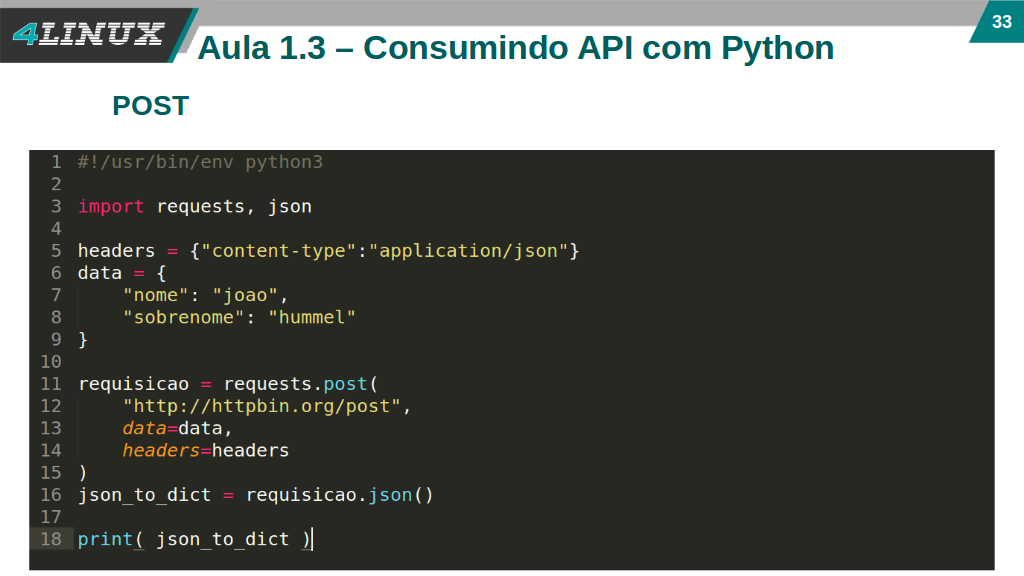 4LINUX
33
Aula 1.3 – Consumindo API com Python
POST
1 #!/usr/bin/env python3
2
3 import requests, json
4
5 headers = {"content-type":"application/json"}
6 data = {
7     "nome": "joao",
8     "sobrenome": "hummel"
9 }
10
11 requisicao = requests.post(
12     "http://httpbin.org/post",
13     data=data,
14     headers=headers
15 )
16 json_to_dict = requisicao.json()
17
18 print( json_to_dict )